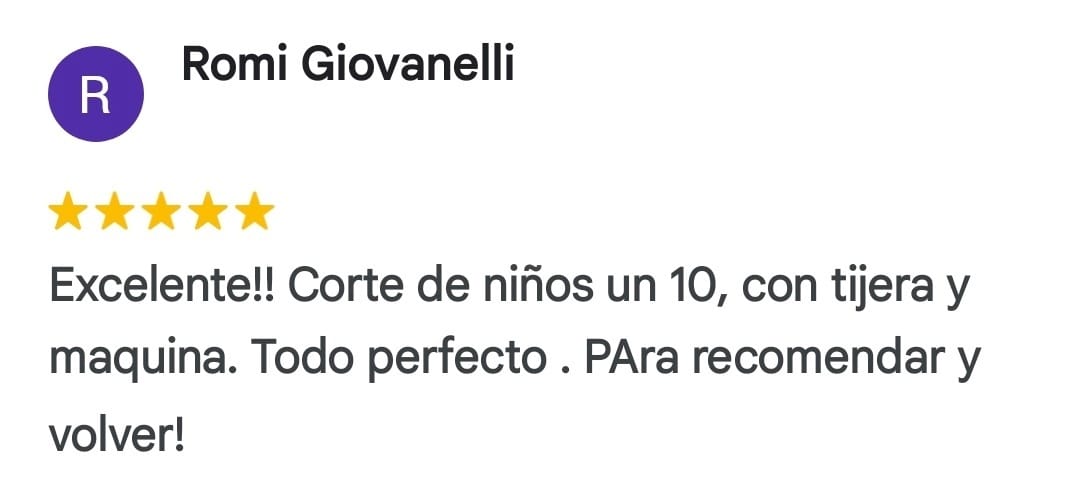 R
Romi Giovanelli
Excelente!! Corte de niños un 10, con tijera y
maquina. Todo perfecto . PAra recomendar y
volver!